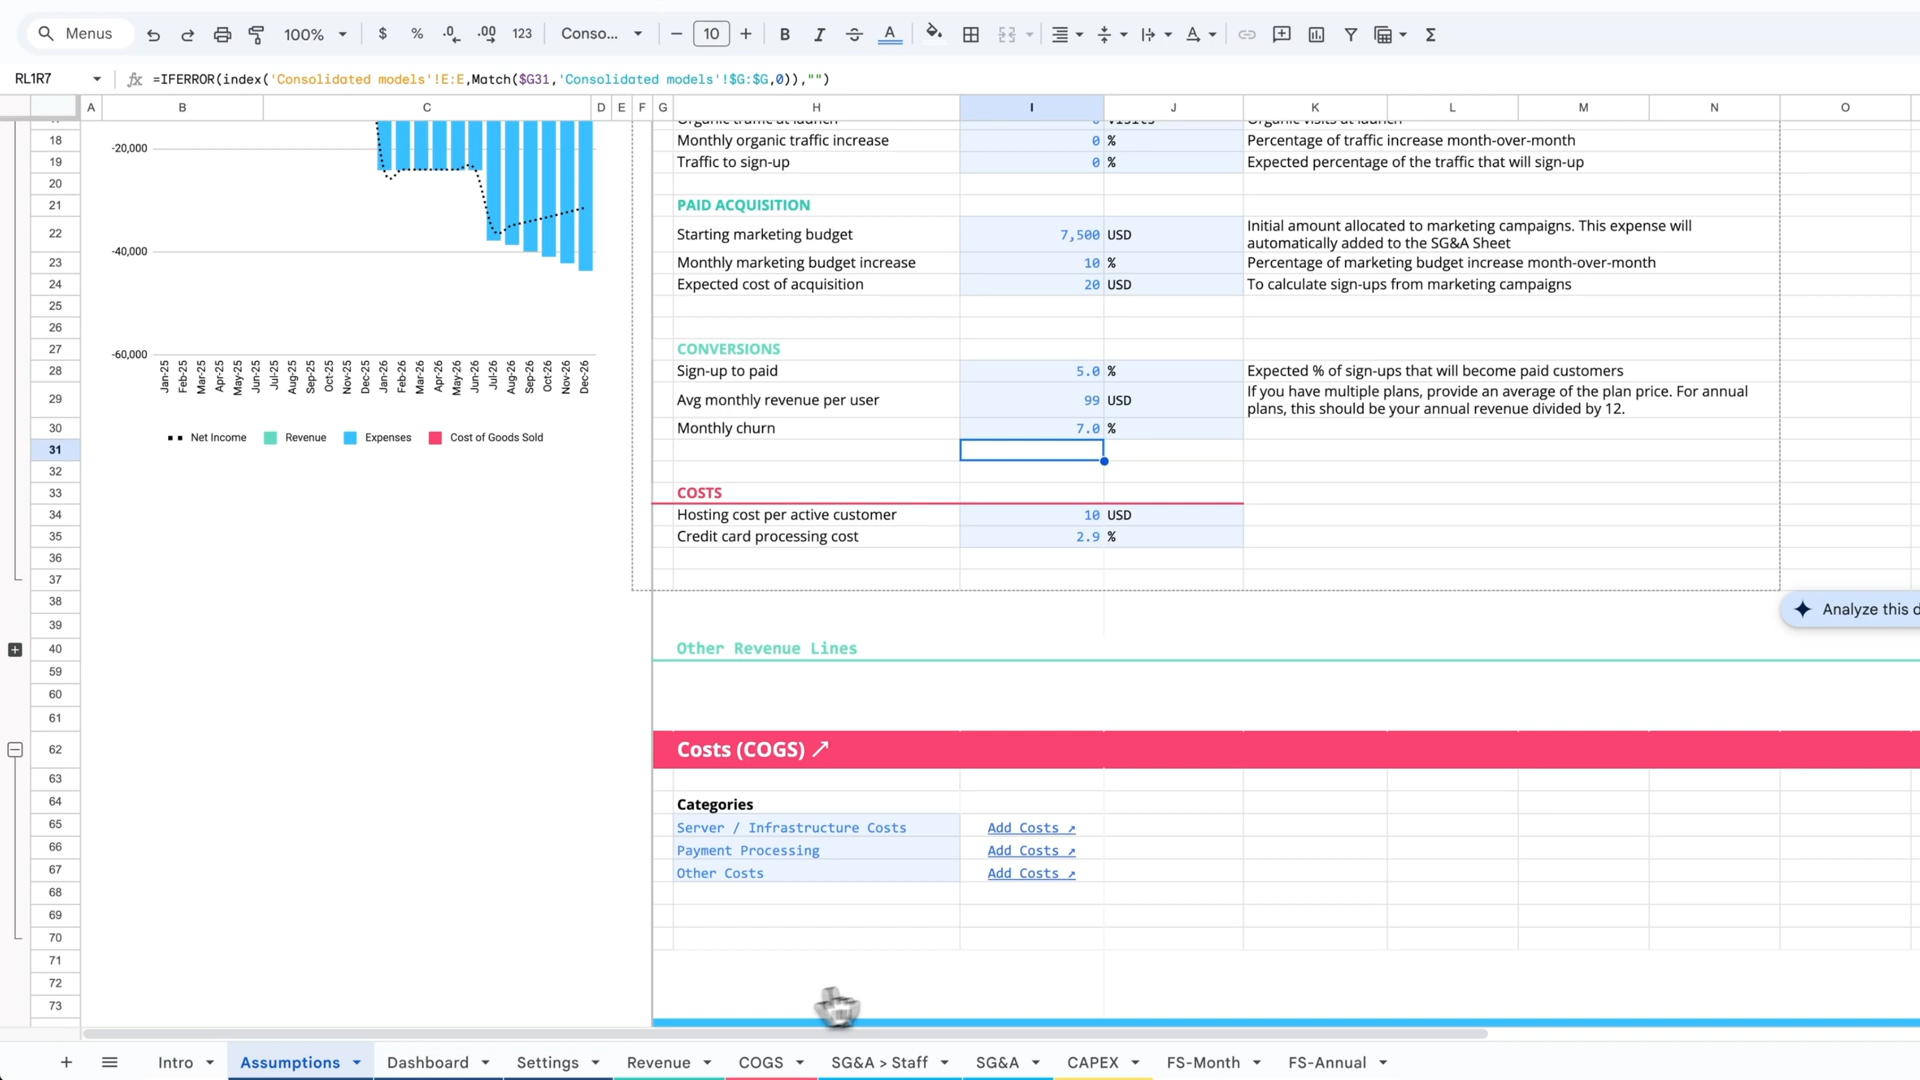 Menus
100%
$
%
.0
.00
123
Conso...
10
B
I
A
A
Σ
RL1R7
fx
=IFERROR(index('Consolidated models'!E:E,Match($G31,'Consolidated models'!$G:$G,0)),"")
A B C D E F G H I J K L M N O
Organic traffic at launch 0 visits Organic visits at launch
18 Monthly organic traffic increase 0 % Percentage of traffic increase month-over-month
19 Traffic to sign-up 0 % Expected percentage of the traffic that will sign-up
20
21 PAID ACQUISITION
22 Starting marketing budget 7,500 USD Initial amount allocated to marketing campaigns. This expense will
automatically added to the SG&A Sheet
23 Monthly marketing budget increase 10 % Percentage of marketing budget increase month-over-month
24 Expected cost of acquisition 20 USD To calculate sign-ups from marketing campaigns
25
26
27 CONVERSIONS
28 Sign-up to paid 5.0 % Expected % of sign-ups that will become paid customers
29 Avg monthly revenue per user 99 USD If you have multiple plans, provide an average of the plan price. For annual
plans, this should be your annual revenue divided by 12.
30 Monthly churn 7.0 %
31
32
33 COSTS
34 Hosting cost per active customer 10 USD
35 Credit card processing cost 2.9 %
36
37
38
39
40 Other Revenue Lines
59
60
61
62 Costs (COGS) ↗
63
64 Categories
65 Server / Infrastructure Costs Add Costs ↗
66 Payment Processing Add Costs ↗
67 Other Costs Add Costs ↗
68
69
70
71
72
73
-20,000
-40,000
-60,000
Jan-25 Feb-25 Mar-25 Apr-25 May-25 Jun-25 Jul-25 Aug-25 Sep-25 Oct-25 Nov-25 Dec-25 Jan-26 Feb-26 Mar-26 Apr-26 May-26 Jun-26 Jul-26 Aug-26 Sep-26 Oct-26 Nov-26 Dec-26
Net Income Revenue Expenses Cost of Goods Sold
Analyze this d
Intro Assumptions Dashboard Settings Revenue COGS SG&A > Staff SG&A CAPEX FS-Month FS-Annual